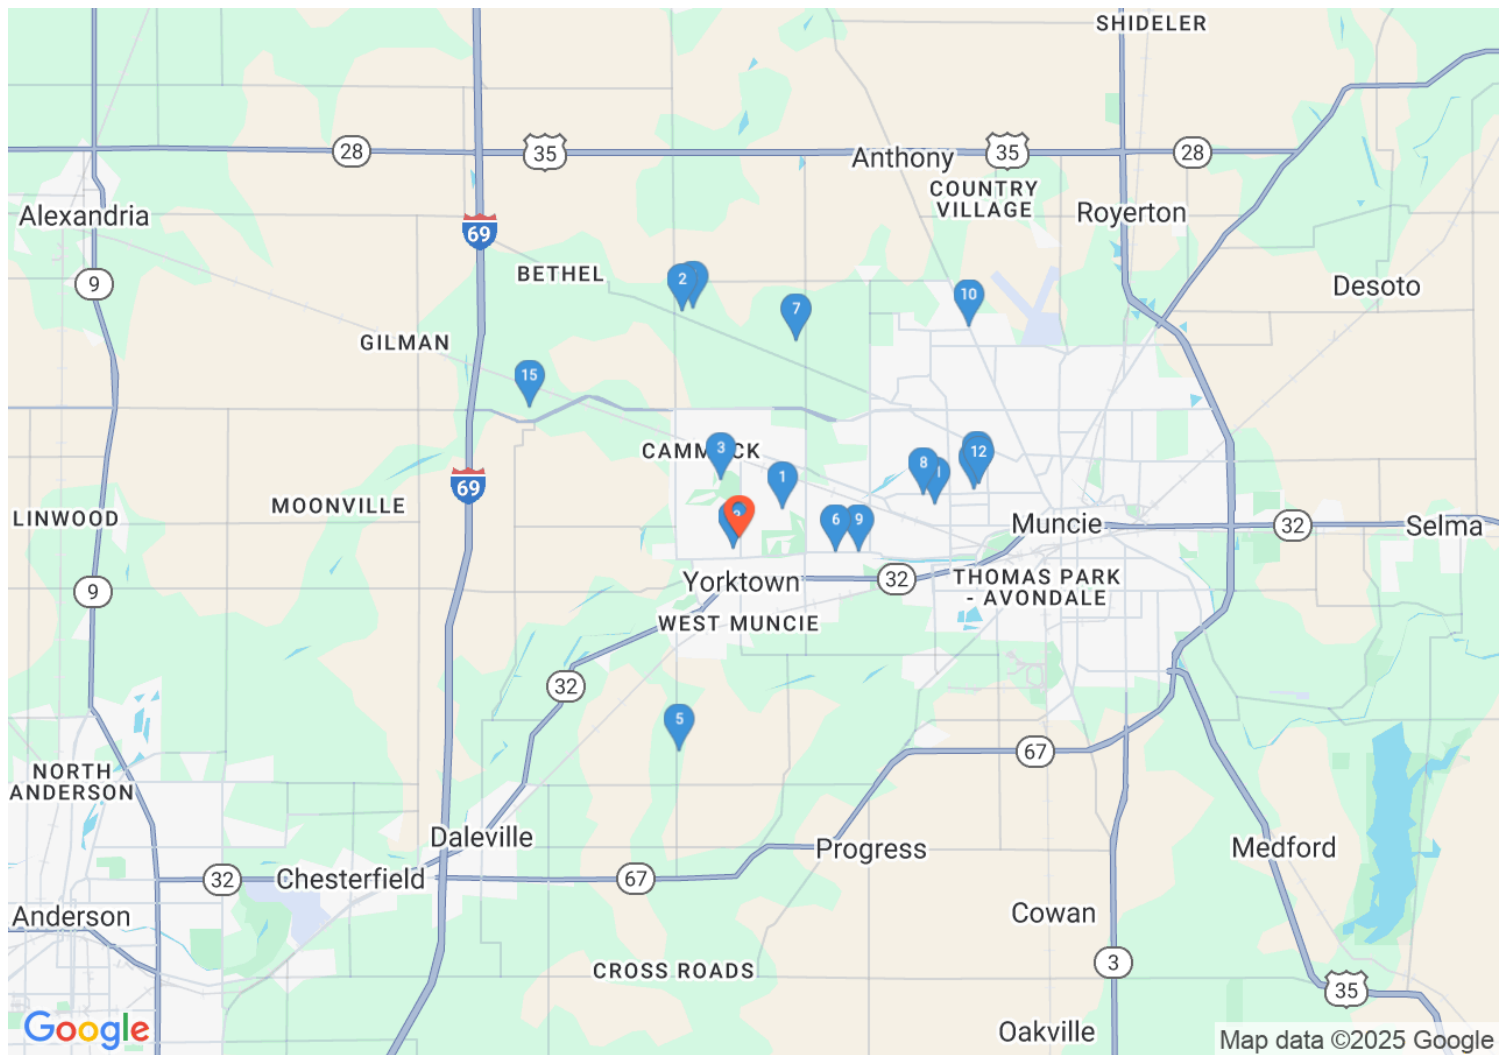 SHIDELER
28
35
Anthony
35
28
COUNTRY
VILLAGE
Alexandria
Royerton
69
BETHEL
2
9
10
Desoto
7
GILMAN
15
3
CAMMACK
12
8
1
69
MOONVILLE
LINWOOD
6
9
Muncie
32
Selma
Yorktown
32
THOMAS PARK
- AVONDALE
9
WEST MUNCIE
32
5
67
NORTH
ANDERSON
Daleville
Progress
Medford
32
Chesterfield
67
Anderson
Cowan
3
CROSS ROADS
35
Google
Oakville
Map data ©2025 Google